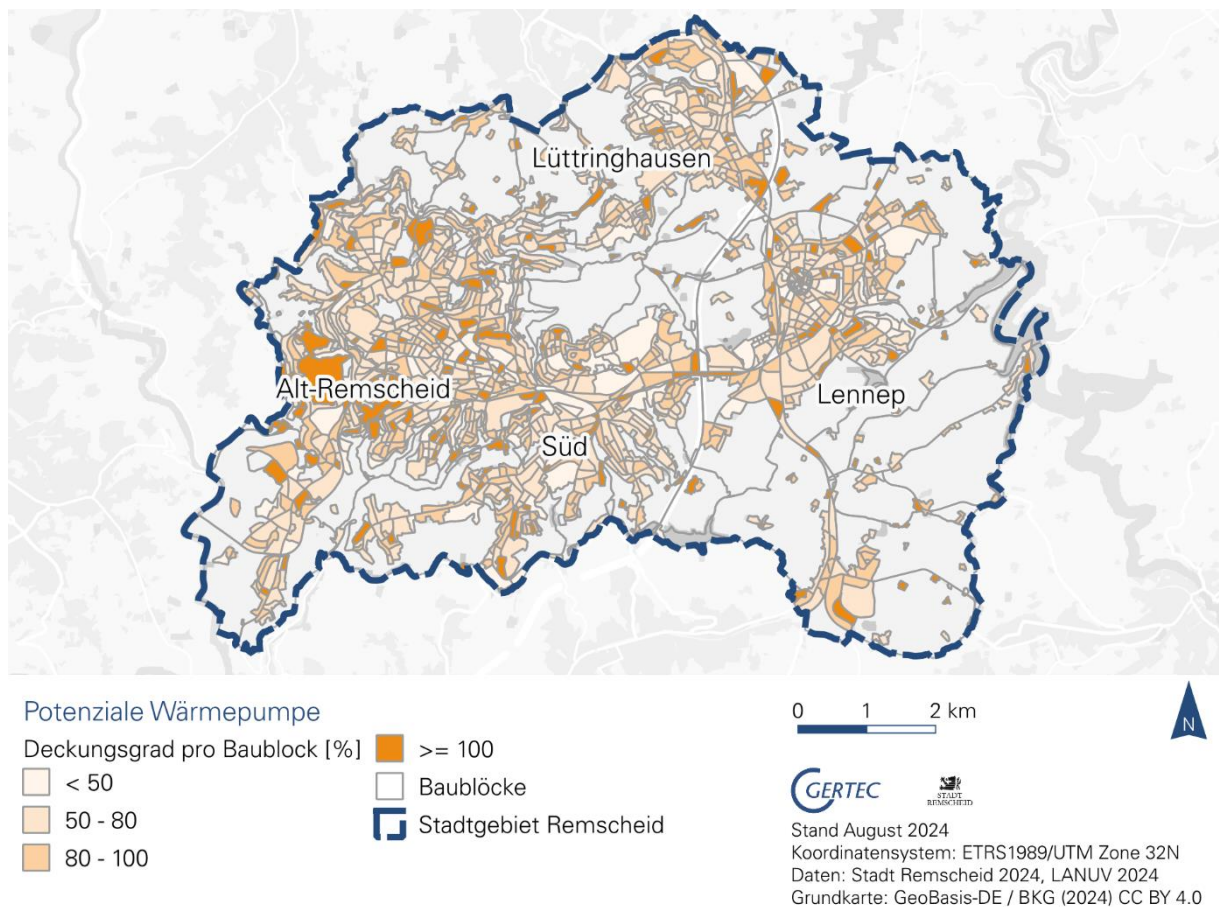 Lüttringhausen
Alt-Remscheid
Lennep
Süd
Potenziale Wärmepumpe
Deckungsgrad pro Baublock [%]
< 50
50 - 80
80 - 100
>= 100
Baublöcke
Stadtgebiet Remscheid
0 1 2 km
N
GERTEC
STADT
REMSCHEID
Stand August 2024
Koordinatensystem: ETRS1989/UTM Zone 32N
Daten: Stadt Remscheid 2024, LANUV 2024
Grundkarte: GeoBasis-DE / BKG (2024) CC BY 4.0